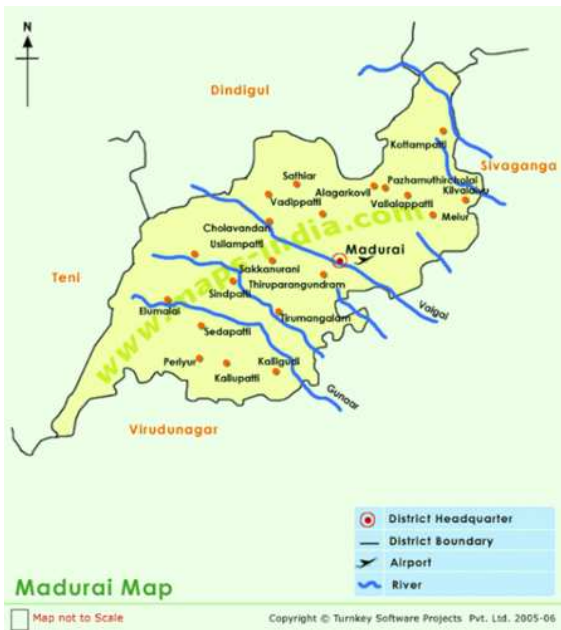 N
Dindigul
Kottampatti
Sivaganga
Sathiar
Pazhamuthircholai
Alagarkovil
Kilvalaiyu
Vadippatti
Vallalappatti
Melur
Cholavandan
Usilampatti
Madurai
Sakkanurani
Teni
Thiruparangundram
Sindpatti
Elumalai
Vaigai
Tirumangalam
Sedapatti
Periyur
Kalligudi
Kallupatti
Gunaar
Virudunagar
www.maps-india.com
District Headquarter
District Boundary
Airport
River
Madurai Map
Map not to Scale
Copyright © Turnkey Software Projects Pvt. Ltd. 2005-06